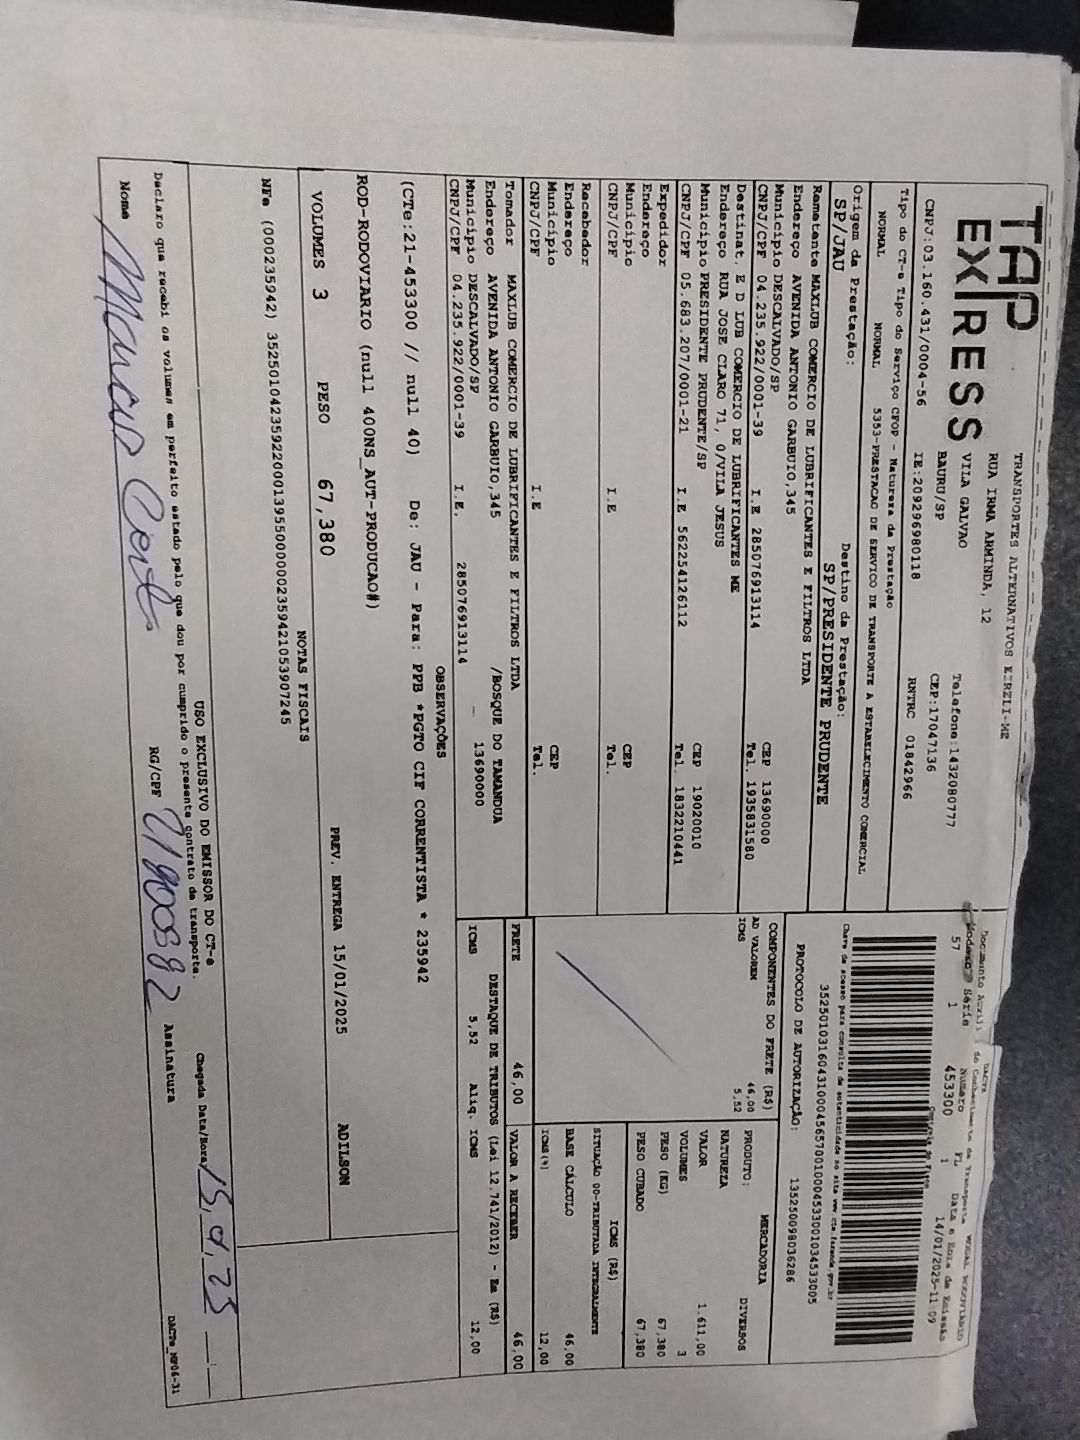 TAP
EXPRESS
TRANSPORTES ALTERNATIVOS EIRELI-ME
RUA IRMA ARMINDA, 12
VILA GALVAO Telefone:1432080777
BAURU/SP CEP:17047136
CNPJ:03.160.431/0004-56 IE:209296980118 RNTRC 01842966
Tipo do CT-e Tipo do Serviço CFOP - Natureza da Prestação
NORMAL NORMAL 5353-PRESTACAO DE SERVICO DE TRANSPORTE A ESTABELECIMENTO COMERCIAL
Origem da Prestação: Destino da Prestação:
SP/JAU SP/PRESIDENTE PRUDENTE
Remetente MAXLUB COMERCIO DE LUBRIFICANTES E FILTROS LTDA
Endereço AVENIDA ANTONIO GARBUIO,345
Município DESCALVADO/SP CEP 13690000
CNPJ/CPF 04.235.922/0001-39 I.E 285076913114 Tel. 1935831580
Destinat. E D LUB COMERCIO DE LUBRIFICANTES ME
Endereço RUA JOSE CLARO 71, 0/VILA JESUS
Município PRESIDENTE PRUDENTE/SP CEP 19020010
CNPJ/CPF 05.683.207/0001-21 I.E 562254126112 Tel. 1832210441
Expedidor
Endereço
Município CEP
CNPJ/CPF I.E Tel.
Recebedor
Endereço
Município CEP
CNPJ/CPF I.E Tel.
Tomador MAXLUB COMERCIO DE LUBRIFICANTES E FILTROS LTDA
Endereço AVENIDA ANTONIO GARBUIO,345 /BOSQUE DO TAMANDUA
Município DESCALVADO/SP 13690000
CNPJ/CPF 04.235.922/0001-39 I.E. 285076913114
Documento Auxili do Conhecimento de Transporte
DACTE MODAL RODOVIÁRIO
Modelo Série Número FL Data e Hora de Emissão
57 1 453300 1 14/01/2025-11:09
Controle do Fisco
Chave de acesso para consulta de autenticidade no site www.cte.fazenda.gov.br
35250103160431000456570010004533001034533005
PROTOCOLO DE AUTORIZAÇÃO: 135250098036286
COMPONENTES DO FRETE (R$)
AD VALOREM 46,00
ICMS 5,52
MERCADORIA
PRODUTO: DIVERSOS
NATUREZA
VALOR 1.611,00
VOLUMES 3
PESO (KG) 67,380
PESO CUBADO 67,380
ICMS (R$)
SITUAÇÃO 00-TRIBUTADA INTEGRALMENTE
BASE CÁLCULO 46,00
ICMS(%) 12,00
FRETE 46,00 VALOR A RECEBER 46,00
DESTAQUE DE TRIBUTOS (Lei 12.741/2012) - Em (R$)
ICMS 5,52 Aliq. ICMS 12,00
OBSERVAÇÕES
(CTe:21-453300 // null 40) De: JAU - Para: PPB *PGTO CIF CORRENTISTA * 235942
ROD-RODOVIARIO (null 400NS_AUT-PRODUCAO#)
VOLUMES 3 PESO 67,380 PREV. ENTREGA 15/01/2025 ADILSON
NOTAS FISCAIS
NFe (000235942) 35250104235922000139550000002359421053907245
USO EXCLUSIVO DO EMISSOR DO CT-e
Declaro que recebi os volumes em perfeito estado pelo que dou por cumprido o presente contrato de transporte.
Chegada Data/Hora
Nome RG/CPF Assinatura
DACTe_MP06-31